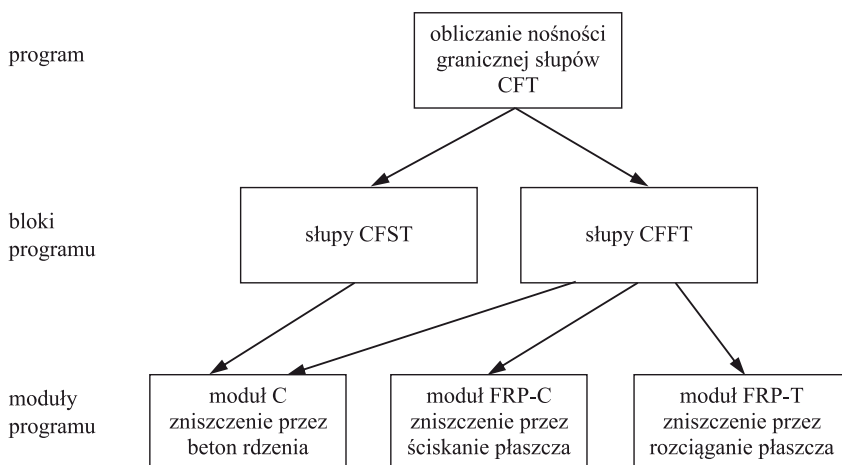 program
obliczanie nośności
granicznej słupów
CFT
bloki
programu
słupy CFST
słupy CFFT
moduły
programu
moduł C
zniszczenie przez
beton rdzenia
moduł FRP-C
zniszczenie przez
ściskanie płaszcza
moduł FRP-T
zniszczenie przez
rozciąganie płaszcza